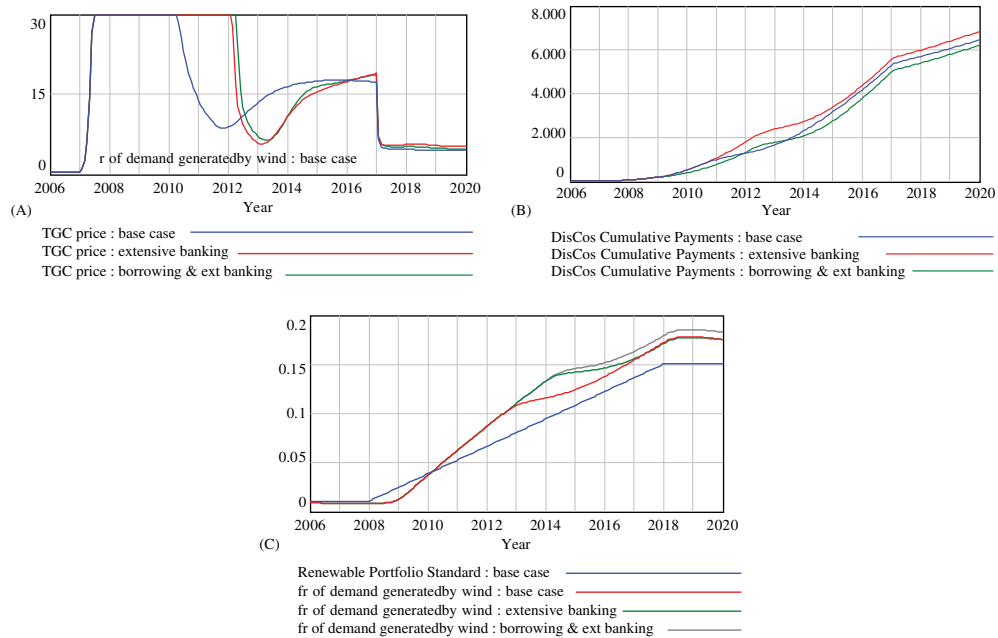 30
15
0
r of demand generatedby wind : base case
2006 2008 2010 2012 2014 2016 2018 2020
Year
(A)
TGC price : base case
TGC price : extensive banking
TGC price : borrowing & ext banking
8.000
6.000
4.000
2.000
0
2006 2008 2010 2012 2015 2016 2018 2020
Year
(B)
DisCos Cumulative Payments : base case
DisCos Cumulative Payments : extensive banking
DisCos Cumulative Payments : borrowing & ext banking
0.2
0.15
0.1
0.05
0
2006 2008 2010 2012 2014 2016 2018 2020
(C)
Year
Renewable Portfolio Standard : base case
fr of demand generatedby wind : base case
fr of demand generatedby wind : extensive banking
fr of demand generatedby wind : borrowing & ext banking